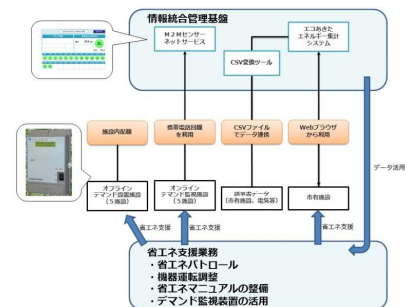 情報統合管理基盤
M2Mセンサー
ネットサービス
CSV変換ツール
エコあきた
エネルギー集計
システム
施設内配線
携帯電話回線
を利用
CSVファイル
でデータ連携
Webブラウザ
から利用
データ活用
オンライン
デマンド設置施設
(5施設)
オンライン
デマンド監視施設
(5施設)
請求書データ
(市有施設、電気等)
市有施設
省エネ支援
省エネ支援
省エネ支援
省エネ支援業務
・省エネパトロール
・機器運転調整
・省エネマニュアルの整備
・デマンド監視装置の活用